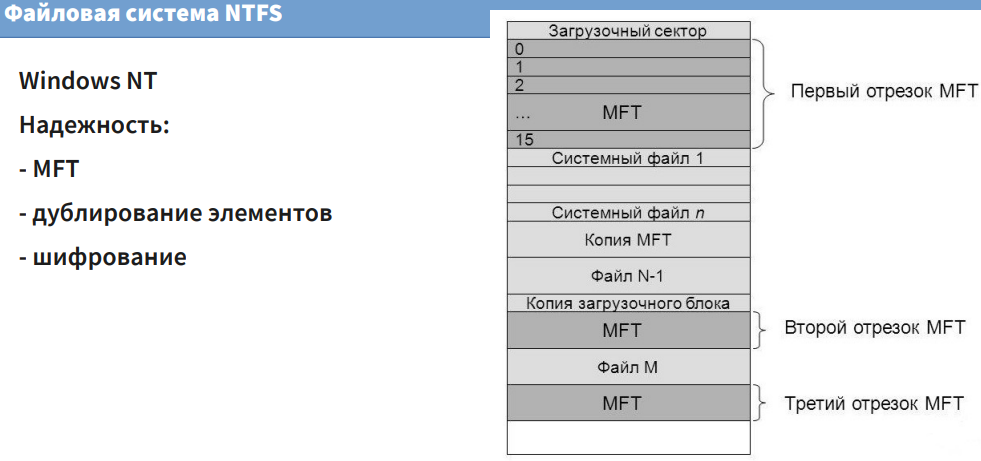 Файловая система NTFS
Windows NT
Надежность:
- MFT
- дублирование элементов
- шифрование
Загрузочный сектор
0
1
2
... MFT
15
Первый отрезок MFT
Системный файл 1
Системный файл n
Копия MFT
Файл N-1
Копия загрузочного блока
MFT
Второй отрезок MFT
Файл M
MFT
Третий отрезок MFT